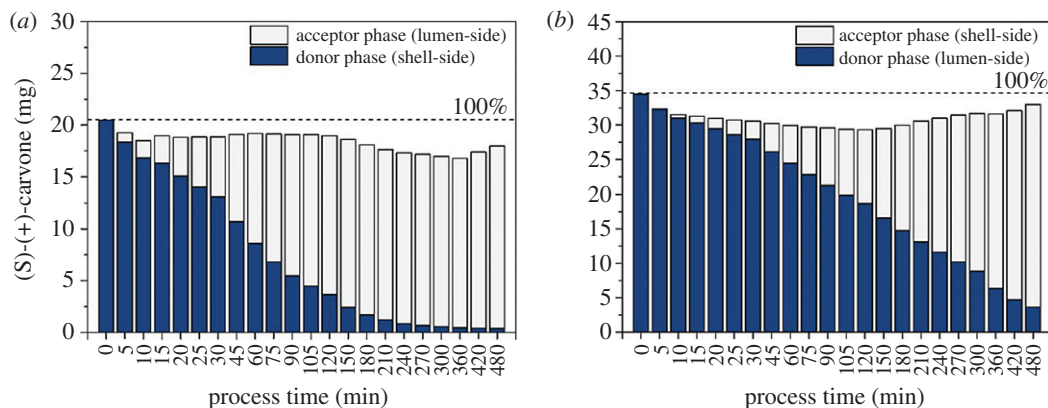 (a)
30
25
20
15
10
5
0
(S)-(+)-carvone (mg)
acceptor phase (lumen-side)
donor phase (shell-side)
100%
0 5 10 15 20 25 30 45 60 75 90 105 120 150 180 210 240 270 300 360 420 480
process time (min)
(b)
45
40
35
30
25
20
15
10
5
0
acceptor phase (shell-side)
donor phase (lumen-side)
100%
0 5 10 15 20 25 30 45 60 75 90 105 120 150 180 210 240 270 300 360 420 480
process time (min)